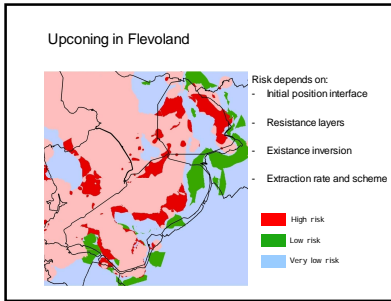 Upconing in Flevoland
Risk depends on:
- Initial position interface
- Resistance layers
- Existance inversion
- Extraction rate and scheme
High risk
Low risk
Very low risk